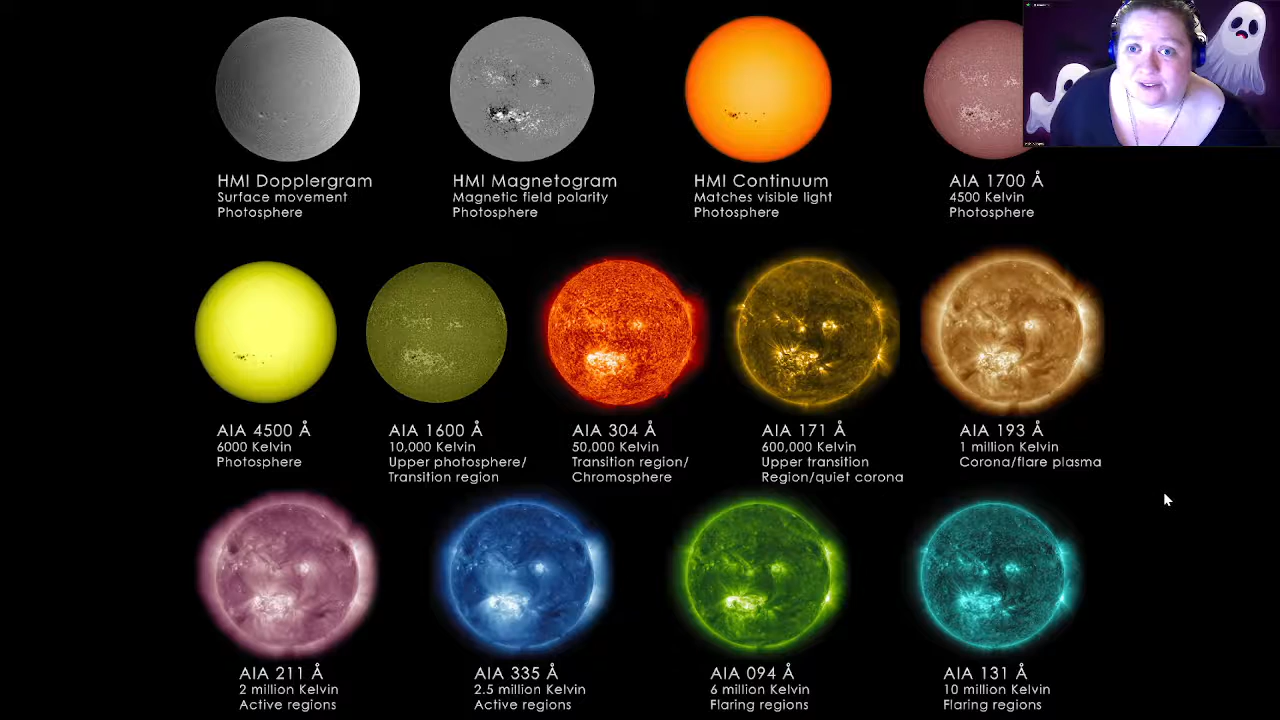 HMI Dopplergram
Surface movement
Photosphere
HMI Magnetogram
Magnetic field polarity
Photosphere
HMI Continuum
Matches visible light
Photosphere
AIA 1700 Å
4500 Kelvin
Photosphere
AIA 4500 Å
6000 Kelvin
Photosphere
AIA 1600 Å
10,000 Kelvin
Upper photosphere/
Transition region
AIA 304 Å
50,000 Kelvin
Transition region/
Chromosphere
AIA 171 Å
600,000 Kelvin
Upper transition
Region/quiet corona
AIA 193 Å
1 million Kelvin
Corona/flare plasma
AIA 211 Å
2 million Kelvin
Active regions
AIA 335 Å
2.5 million Kelvin
Active regions
AIA 094 Å
6 million Kelvin
Flaring regions
AIA 131 Å
10 million Kelvin
Flaring regions